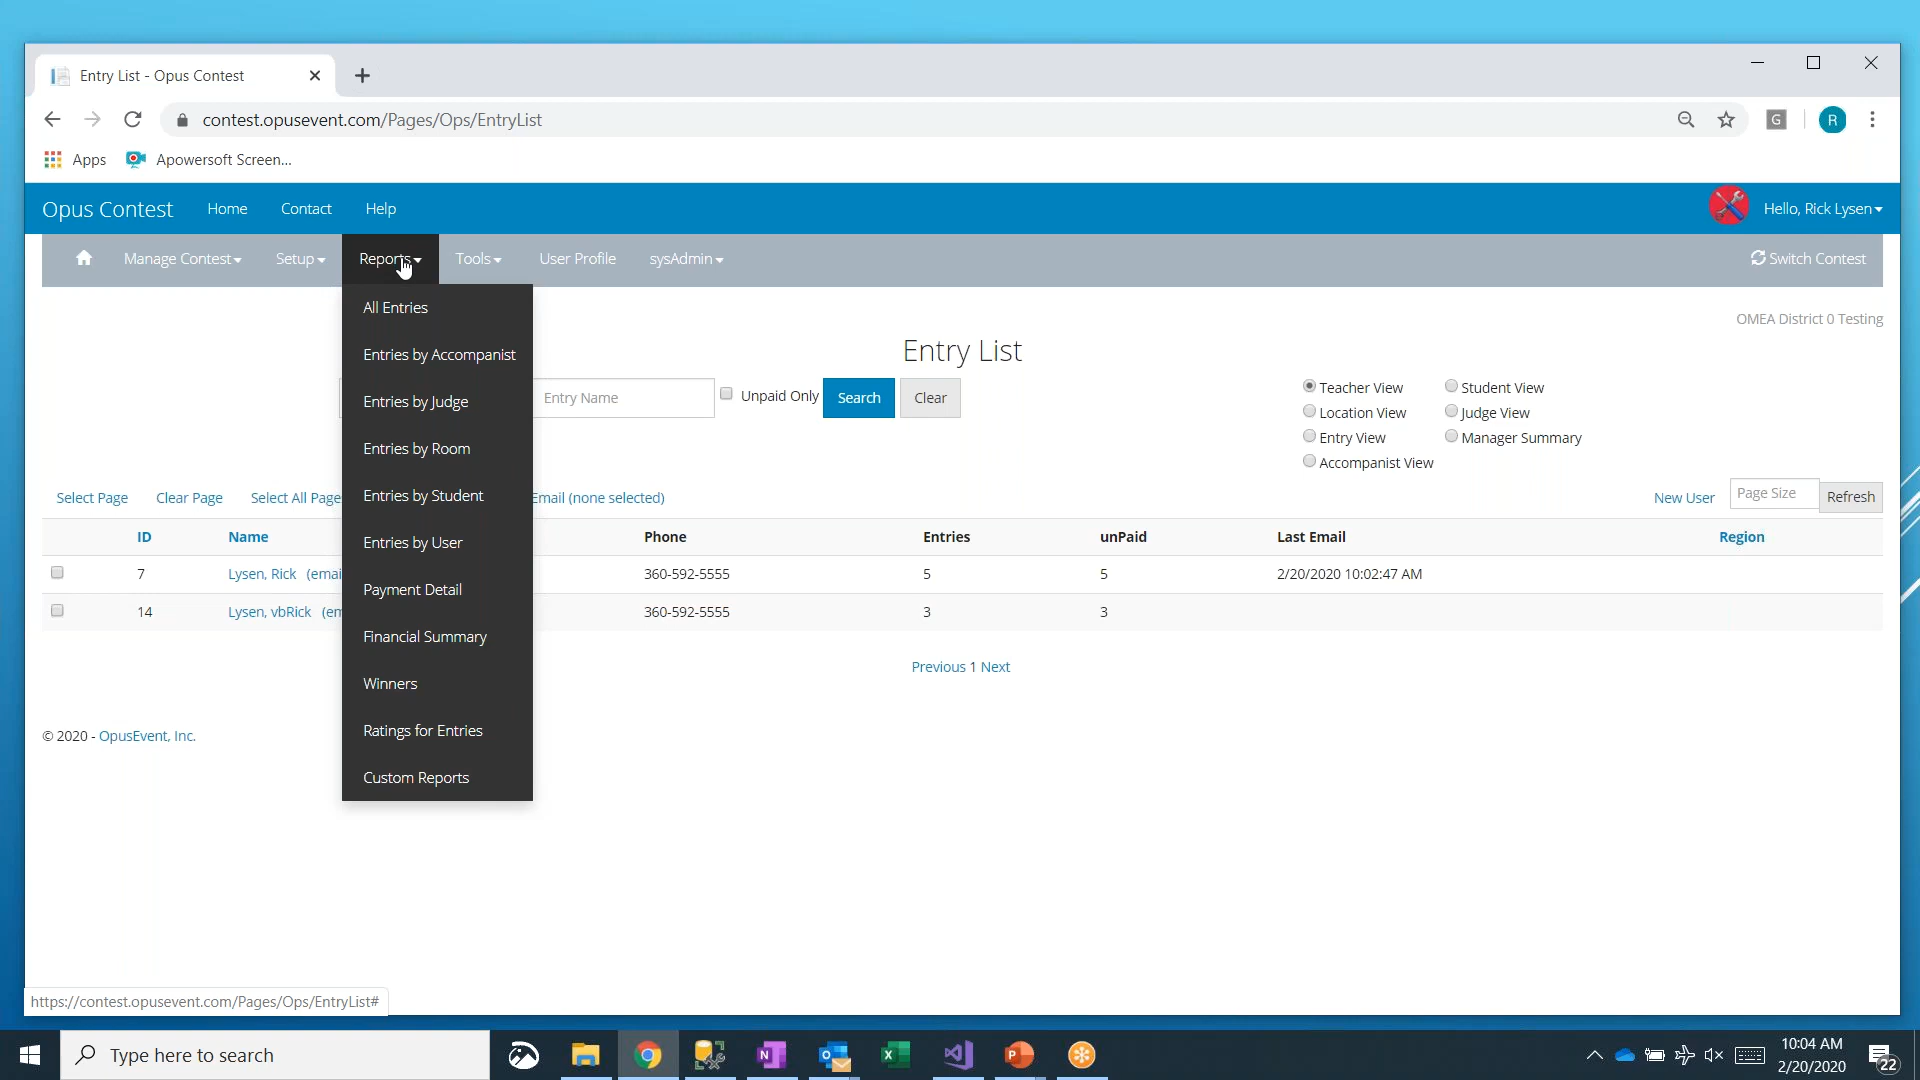 Entry List - Opus Contest
contest.opusevent.com/Pages/Ops/EntryList
G
R
Apps
Apowersoft Screen...
Opus Contest
Home
Contact
Help
Hello, Rick Lysen
Manage Contest
Setup
Reports
Tools
User Profile
sysAdmin
Switch Contest
All Entries
Entries by Accompanist
Entries by Judge
Entries by Room
Entries by Student
Entries by User
Payment Detail
Financial Summary
Winners
Ratings for Entries
Custom Reports
OMEA District 0 Testing
Entry List
Entry Name
Unpaid Only
Search
Clear
Teacher View
Student View
Location View
Judge View
Entry View
Manager Summary
Accompanist View
Select Page
Clear Page
Select All Page
Email (none selected)
New User
Page Size
Refresh
ID Name Phone Entries unPaid Last Email Region
7 Lysen, Rick (emai 360-592-5555 5 5 2/20/2020 10:02:47 AM
14 Lysen, vbRick (em 360-592-5555 3 3
Previous 1 Next
© 2020 - OpusEvent, Inc.
https://contest.opusevent.com/Pages/Ops/EntryList#
Type here to search
10:04 AM
2/20/2020
22